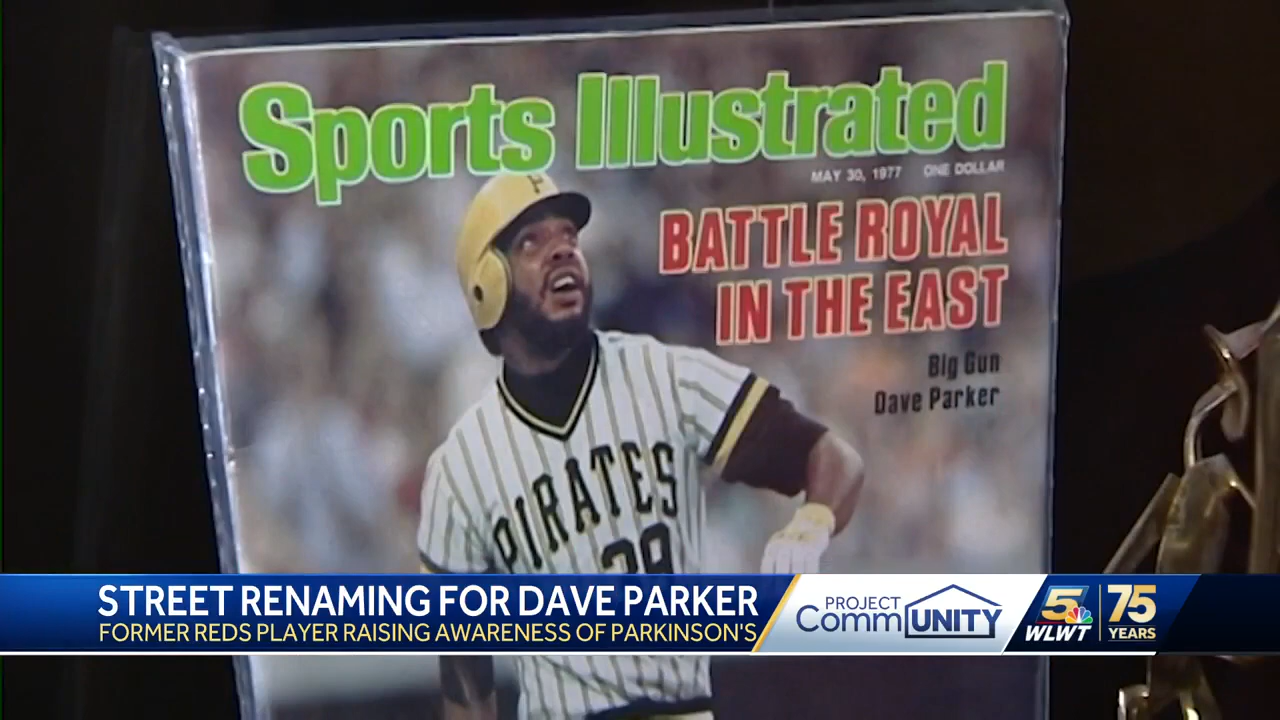 Sports Illustrated
MAY 30, 1977 ONE DOLLAR
BATTLE ROYAL
IN THE EAST
Big Gun
Dave Parker
P
PIRATES
39
STREET RENAMING FOR DAVE PARKER
FORMER REDS PLAYER RAISING AWARENESS OF PARKINSON'S
PROJECT
CommUNITY
5
WLWT
75
YEARS